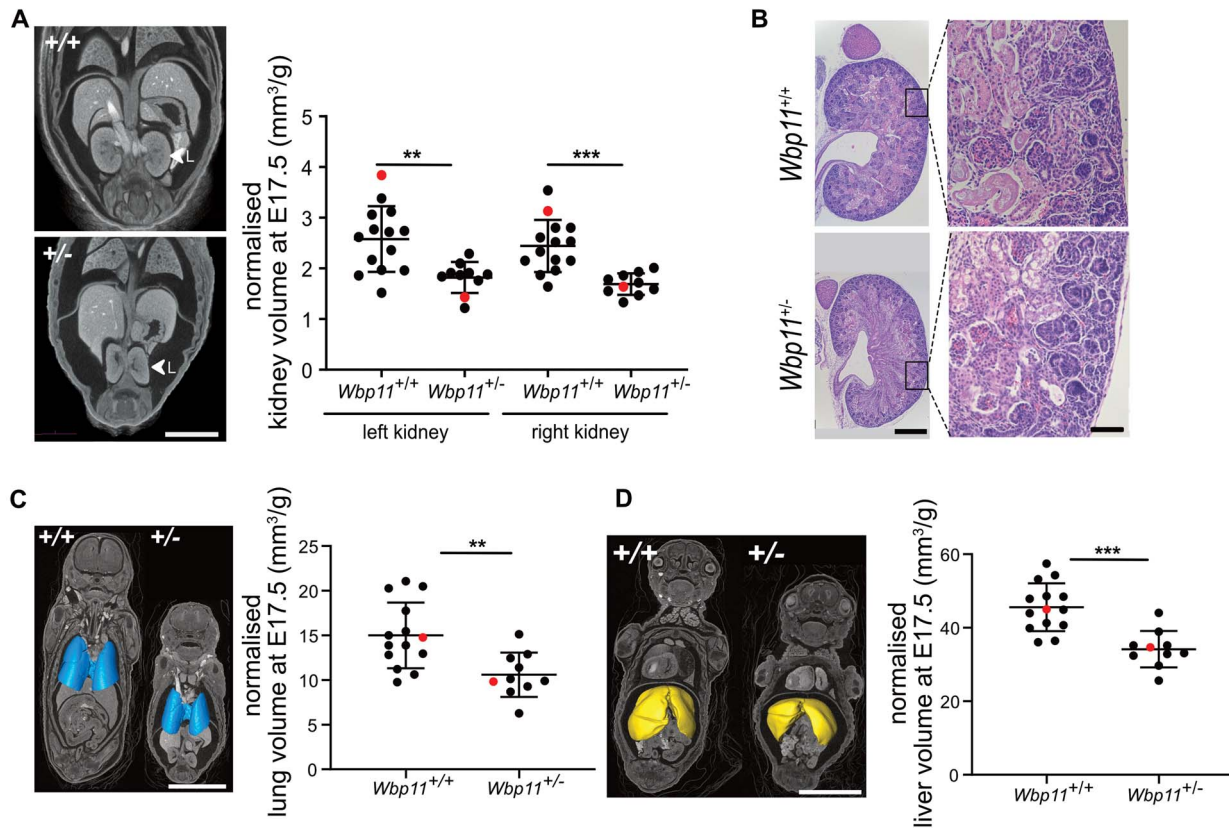 A
+/+
L
+/-
L
normalised
kidney volume at E17.5 (mm³/g)
6
5
4
3
2
1
0
**
***
Wbp11+/+
Wbp11+/-
Wbp11+/+
Wbp11+/-
left kidney
right kidney
B
Wbp11+/+
Wbp11+/-
C
+/+
+/-
normalised
lung volume at E17.5 (mm³/g)
25
20
15
10
5
0
**
Wbp11+/+
Wbp11+/-
D
+/+
+/-
normalised
liver volume at E17.5 (mm³/g)
60
40
20
0
***
Wbp11+/+
Wbp11+/-